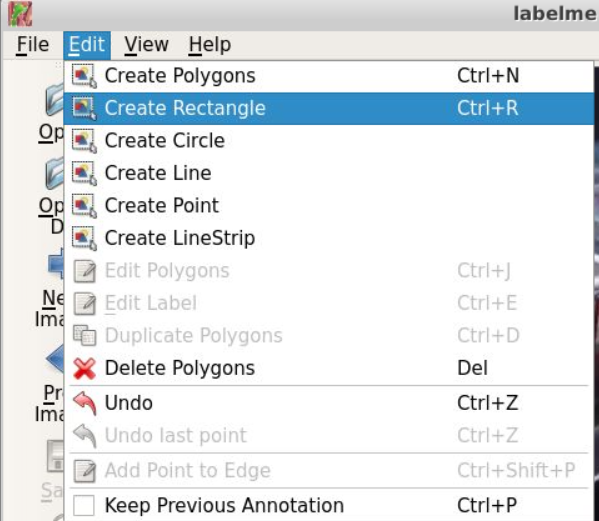 labelme
File Edit View Help
Create Polygons Ctrl+N
Create Rectangle Ctrl+R
Create Circle
Create Line
Create Point
Create LineStrip
Edit Polygons Ctrl+J
Edit Label Ctrl+E
Duplicate Polygons Ctrl+D
Delete Polygons Del
Undo Ctrl+Z
Undo last point Ctrl+Z
Add Point to Edge Ctrl+Shift+P
Keep Previous Annotation Ctrl+P
Op
Op
D
Ne
Ima
Pr
Ima
Sa